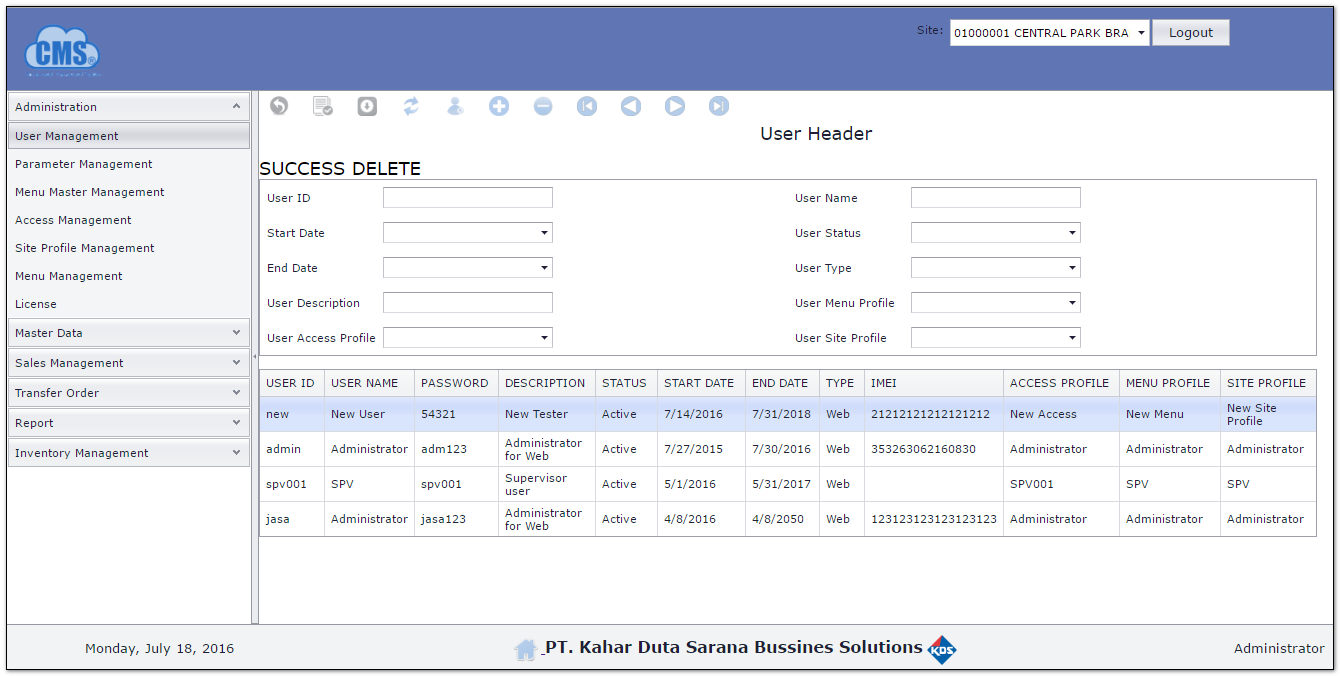 CMS®
Site: 01000001 CENTRAL PARK BRA Logout
Administration
User Management
Parameter Management
Menu Master Management
Access Management
Site Profile Management
Menu Management
License
Master Data
Sales Management
Transfer Order
Report
Inventory Management
User Header
SUCCESS DELETE
User ID User Name
Start Date User Status
End Date User Type
User Description User Menu Profile
User Access Profile User Site Profile
USER ID USER NAME PASSWORD DESCRIPTION STATUS START DATE END DATE TYPE IMEI ACCESS PROFILE MENU PROFILE SITE PROFILE
new New User 54321 New Tester Active 7/14/2016 7/31/2018 Web 21212121212121212 New Access New Menu New Site
Profile
admin Administrator adm123 Administrator
for Web Active 7/27/2015 7/30/2016 Web 353263062160830 Administrator Administrator Administrator
spv001 SPV spv001 Supervisor
user Active 5/1/2016 5/31/2017 Web SPV001 SPV SPV
jasa Administrator jasa123 Administrator
for Web Active 4/8/2016 4/8/2050 Web 123123123123123123 Administrator Administrator Administrator
Monday, July 18, 2016 PT. Kahar Duta Sarana Bussines Solutions KDS Administrator